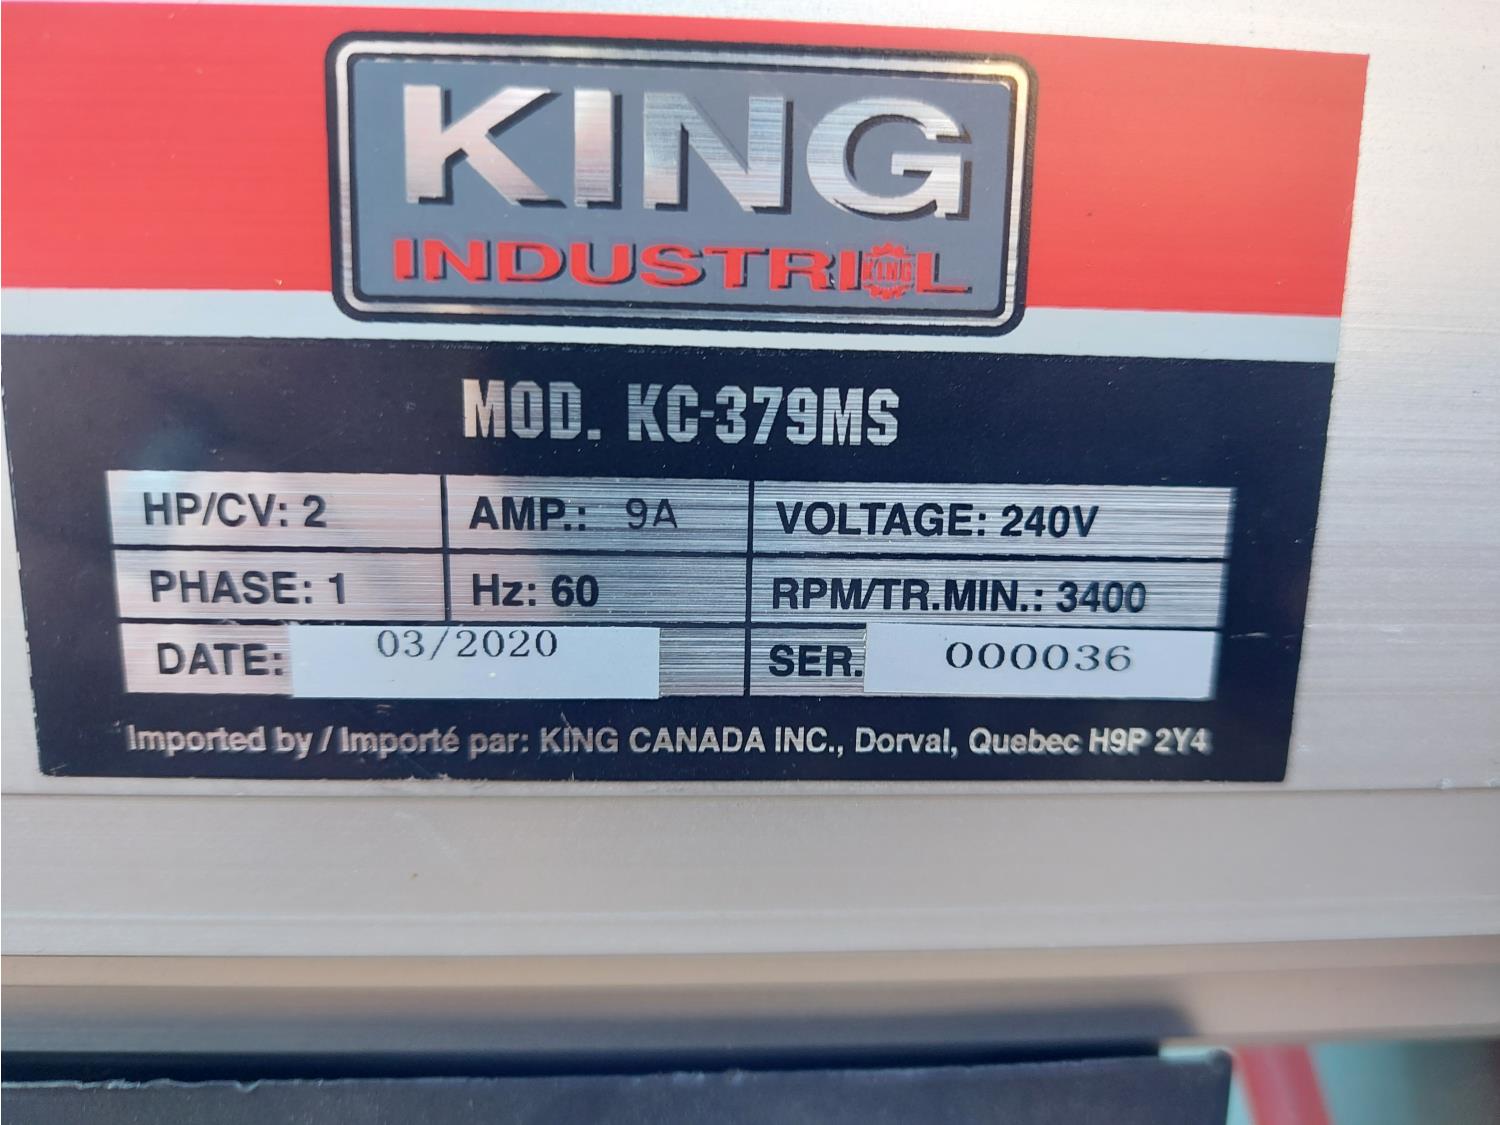 KING
INDUSTRIAL
MOD. KC-379MS
HP/CV: 2 AMP.: 9A VOLTAGE: 240V
PHASE: 1 Hz: 60 RPM/TR.MIN.: 3400
DATE: 03/2020 SER. 000036
Imported by / Importé par: KING CANADA INC., Dorval, Quebec H9P 2Y4